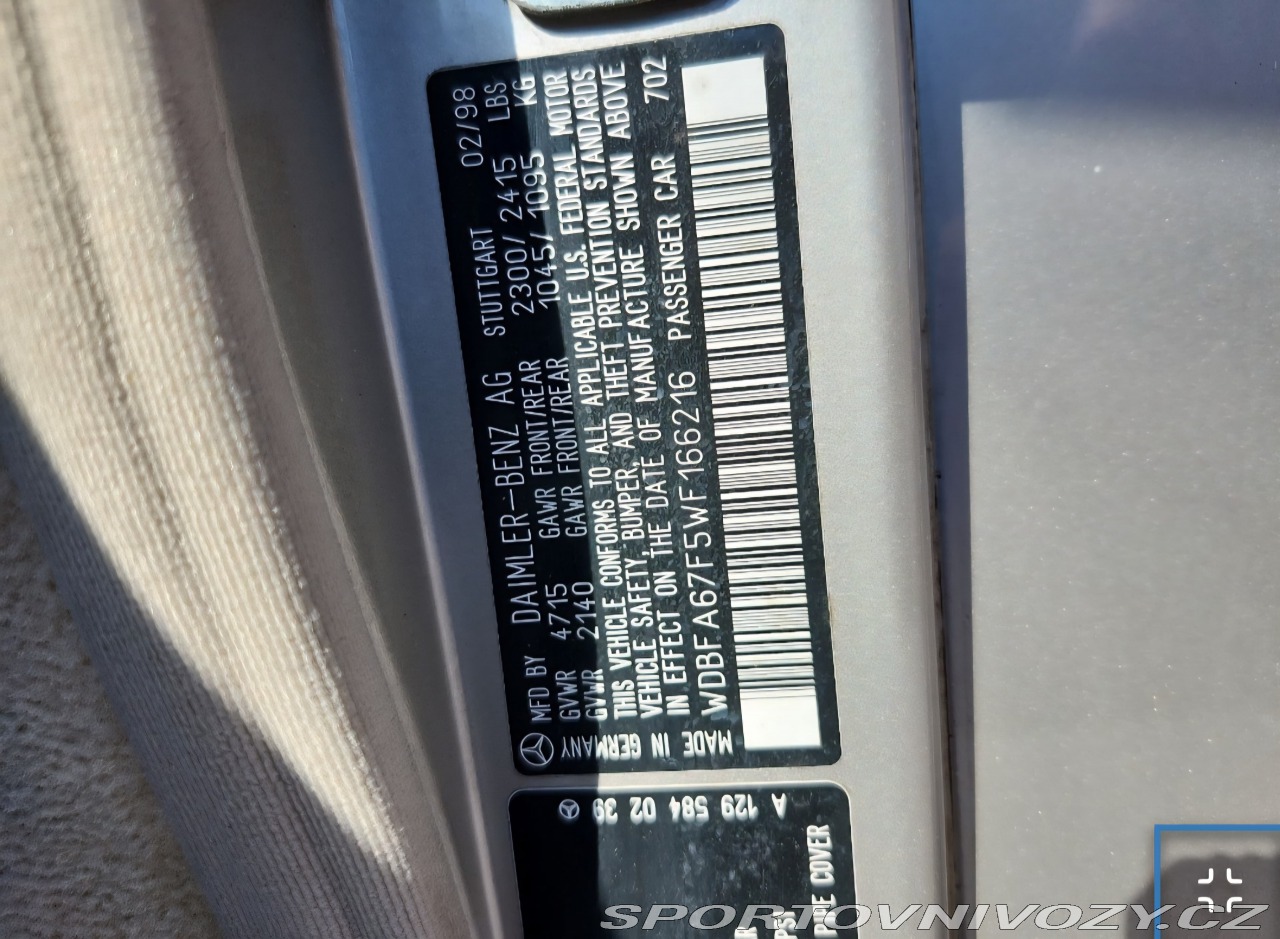 MFD BY DAIMLER-BENZ AG STUTTGART 02/98
GVWR 4715 GAWR FRONT/REAR 2300/2415 LBS
GVWR 2140 GAWR FRONT/REAR 1045/1095 KG
THIS VEHICLE CONFORMS TO ALL APPLICABLE U.S. FEDERAL MOTOR
VEHICLE SAFETY, BUMPER, AND THEFT PREVENTION STANDARDS
IN EFFECT ON THE DATE OF MANUFACTURE SHOWN ABOVE
WDBFA67F5WF166216 PASSENGER CAR 702
MADE IN GERMANY
A 129 584 02 39
PSI
PIPE COVER
SPORTOVNIVOZY.CZ